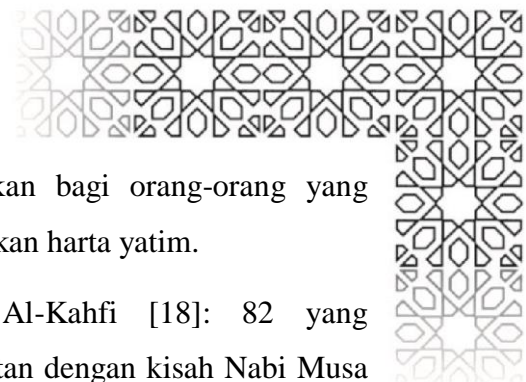 kan bagi orang-orang yang
kan harta yatim.
Al-Kahfi [18]: 82 yang
tan dengan kisah Nabi Musa